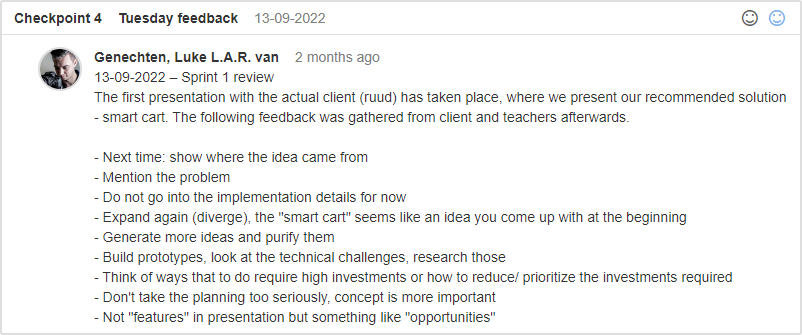 Checkpoint 4 Tuesday feedback 13-09-2022
Genechten, Luke L.A.R. van 2 months ago
13-09-2022 – Sprint 1 review
The first presentation with the actual client (ruud) has taken place, where we present our recommended solution
- smart cart. The following feedback was gathered from client and teachers afterwards.
- Next time: show where the idea came from
- Mention the problem
- Do not go into the implementation details for now
- Expand again (diverge), the "smart cart" seems like an idea you come up with at the beginning
- Generate more ideas and purify them
- Build prototypes, look at the technical challenges, research those
- Think of ways that to do require high investments or how to reduce/ prioritize the investments required
- Don't take the planning too seriously, concept is more important
- Not "features" in presentation but something like "opportunities"